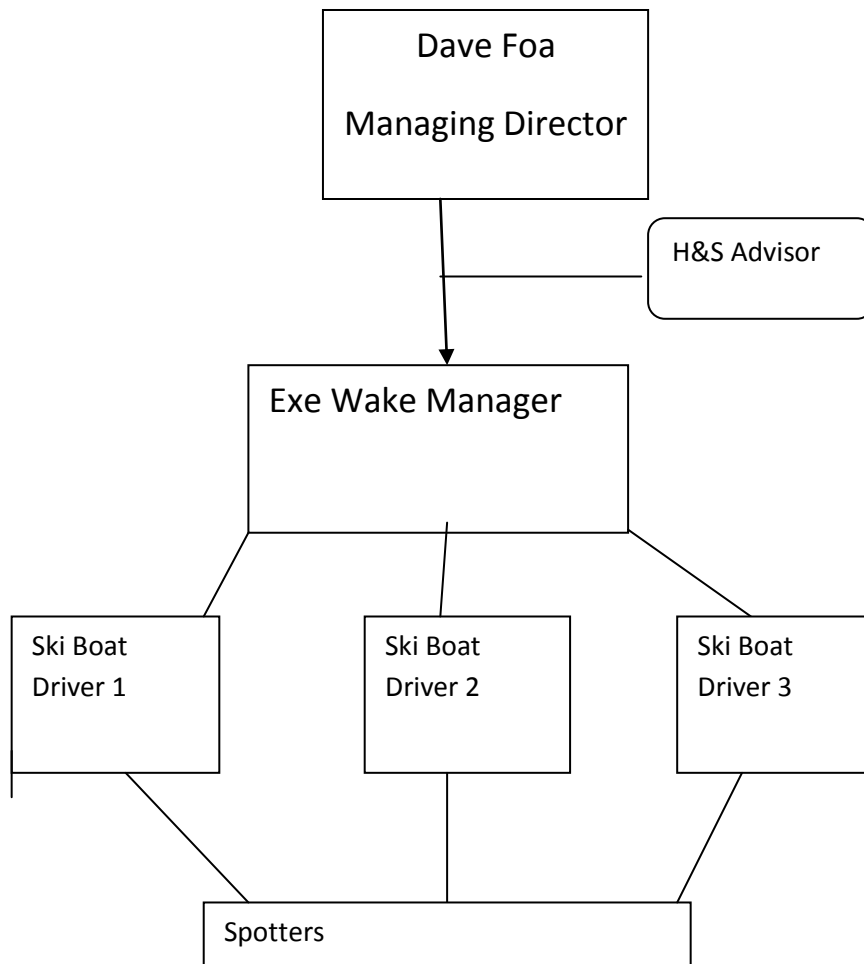 Dave Foa
Managing Director
H&S Advisor
Exe Wake Manager
Ski Boat
Driver 1
Ski Boat
Driver 2
Ski Boat
Driver 3
Spotters